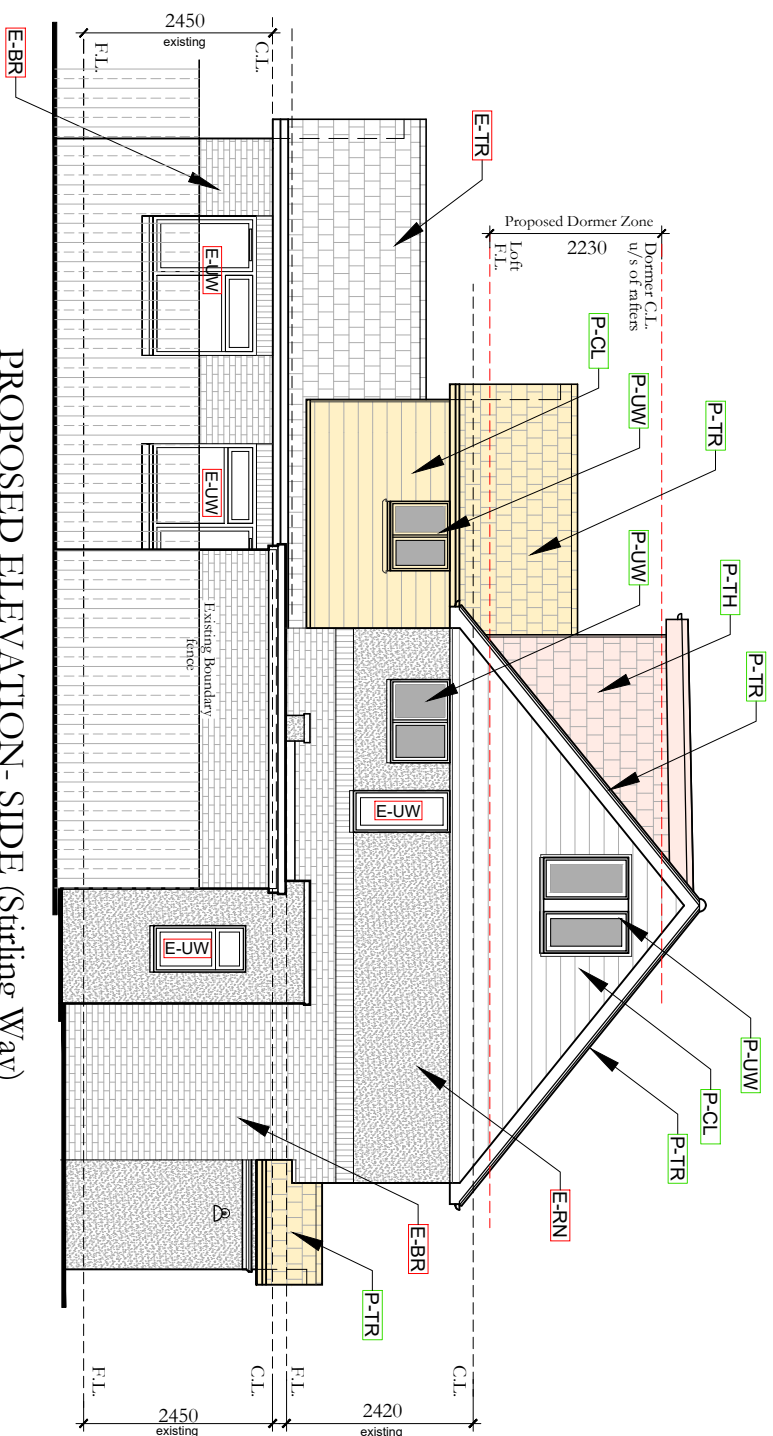 2450
existing
C.L.
F.L.
E-BR
E-TR
Proposed Dormer Zone
2230
Dormer C.L.
u/s of rafters
Loft
F.L.
P-CL
P-UW
P-TR
P-UW
P-TH
P-TR
E-UW
E-UW
Existing Boundary
fence
E-UW
E-UW
P-UW
P-CL
P-TR
E-RN
E-BR
P-TR
F.L.
C.L.
F.L.
C.L.
2450
existing
2420
existing
PROPOSED ELEVATION- SIDE (Stirling Way)